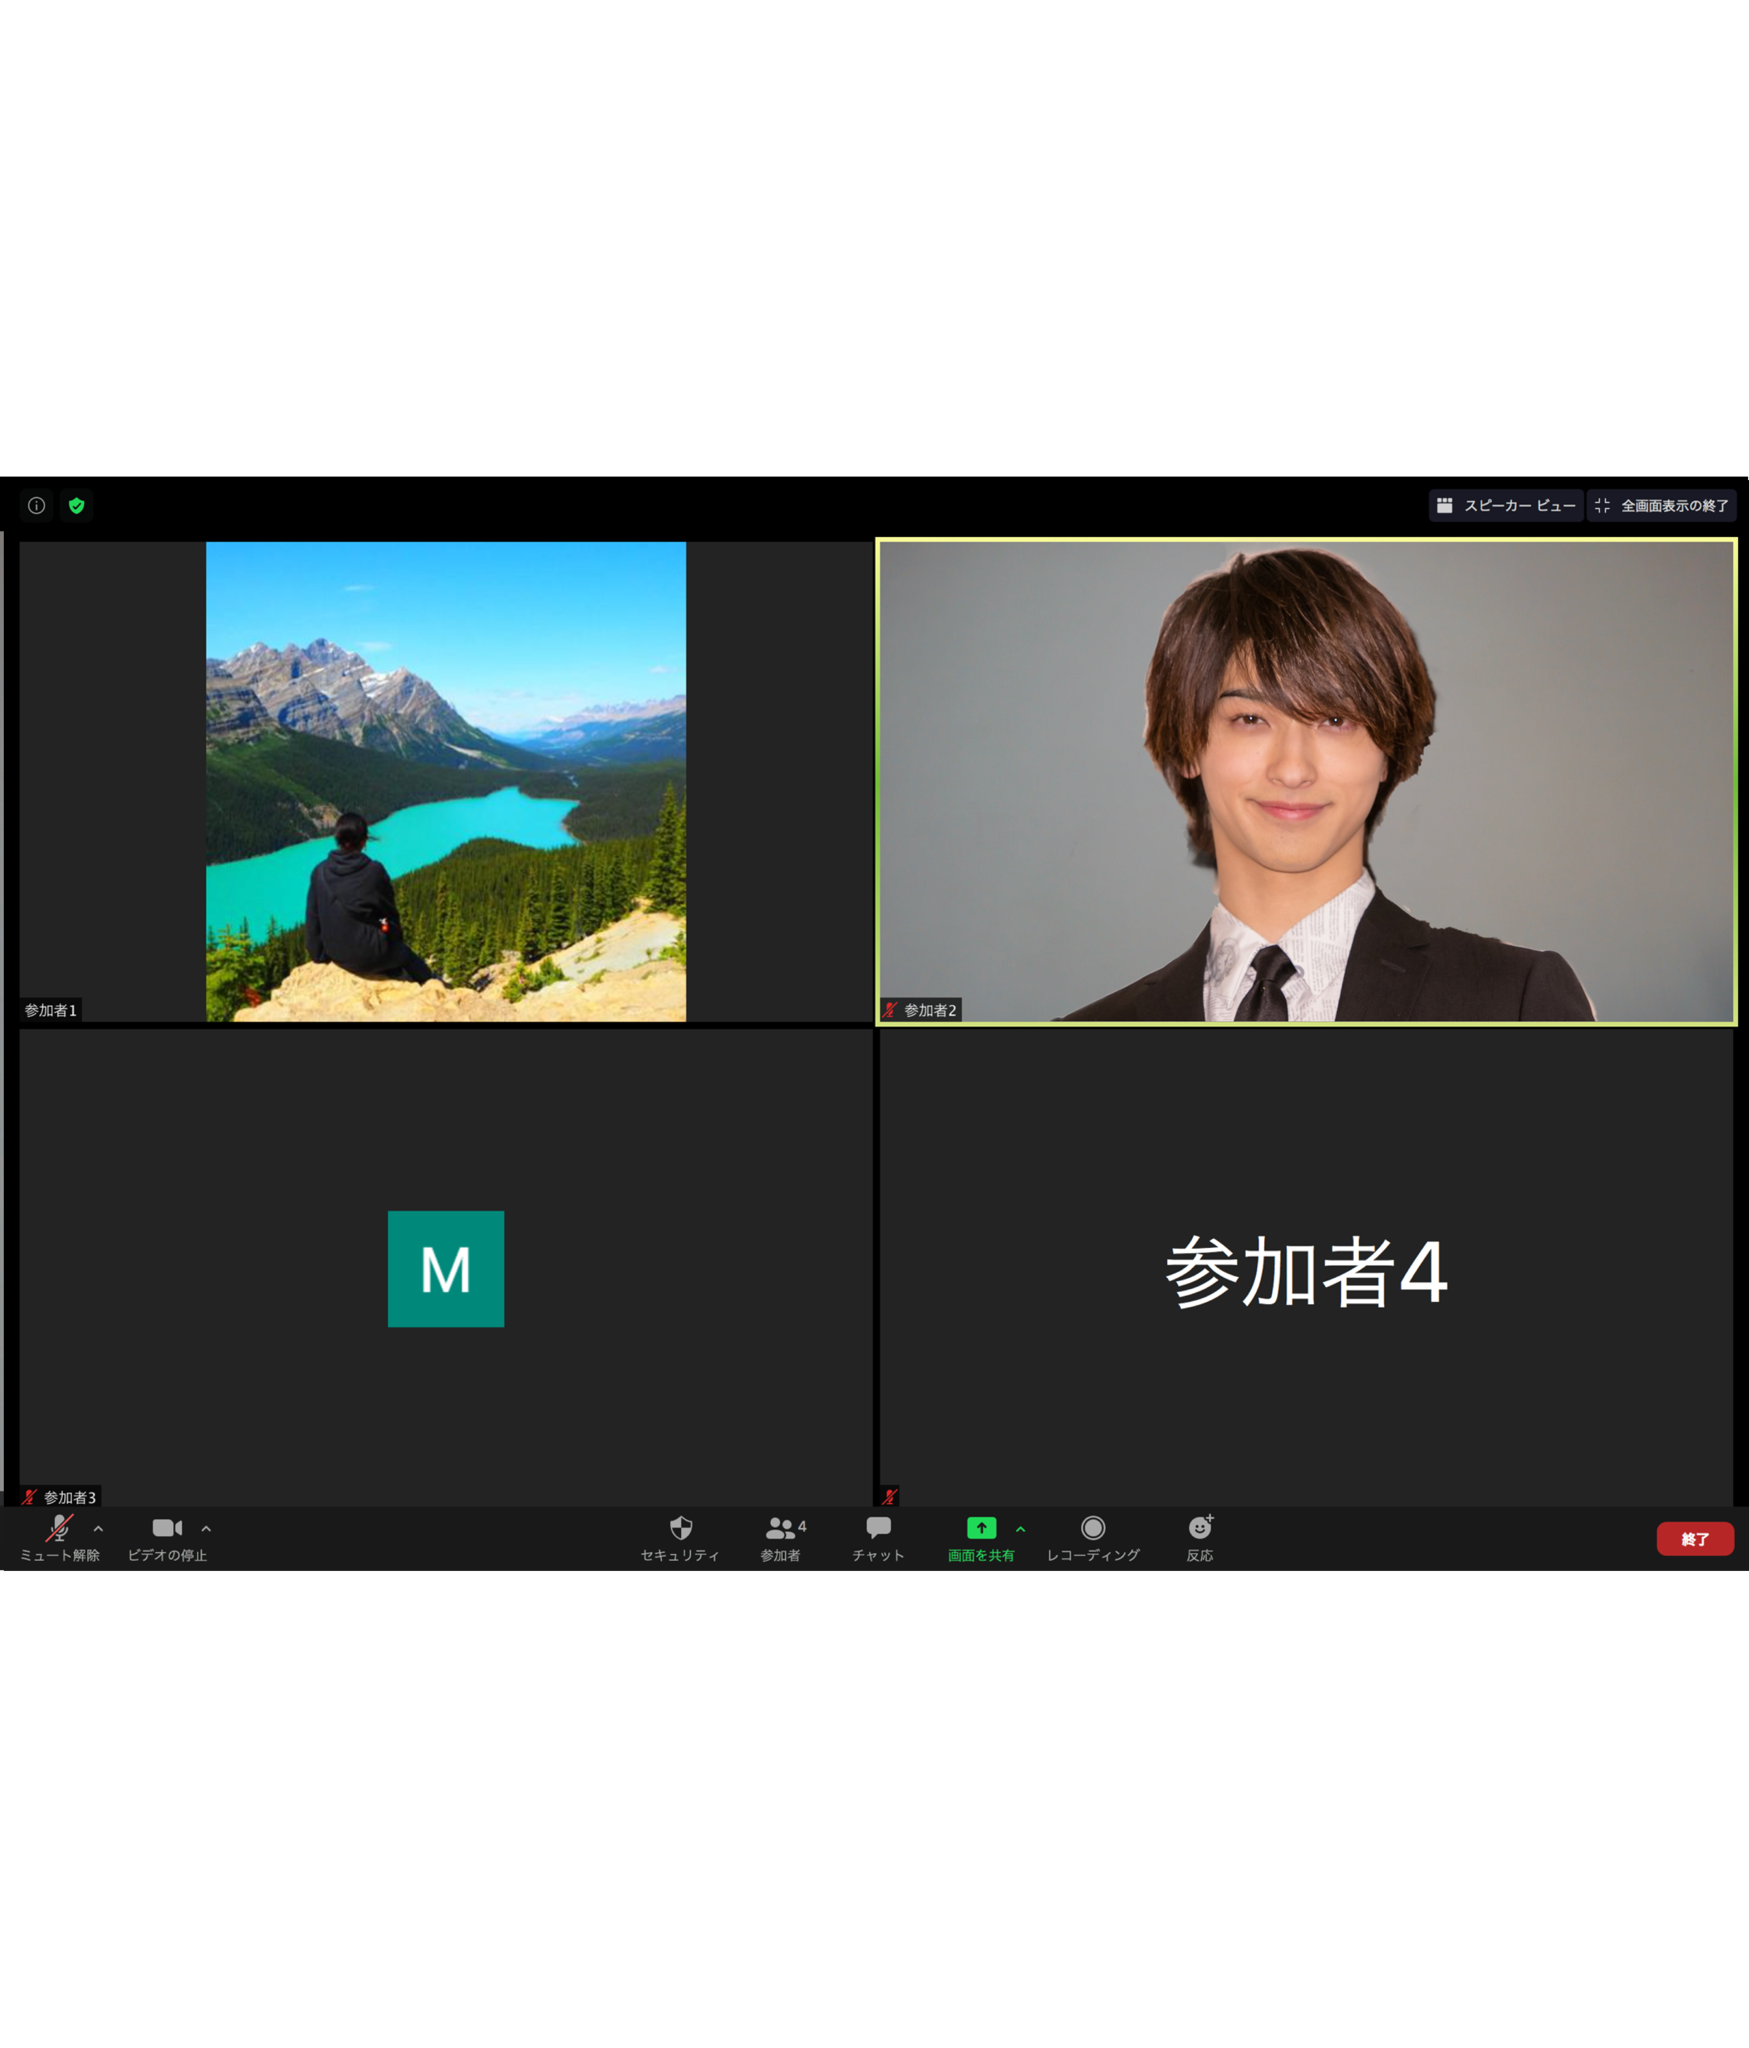 スピーカー ビュー
全画面表示の終了
参加者1
参加者2
M
参加者4
参加者3
ミュート解除
ビデオの停止
セキュリティ
4
参加者
チャット
画面を共有
レコーディング
反応
終了